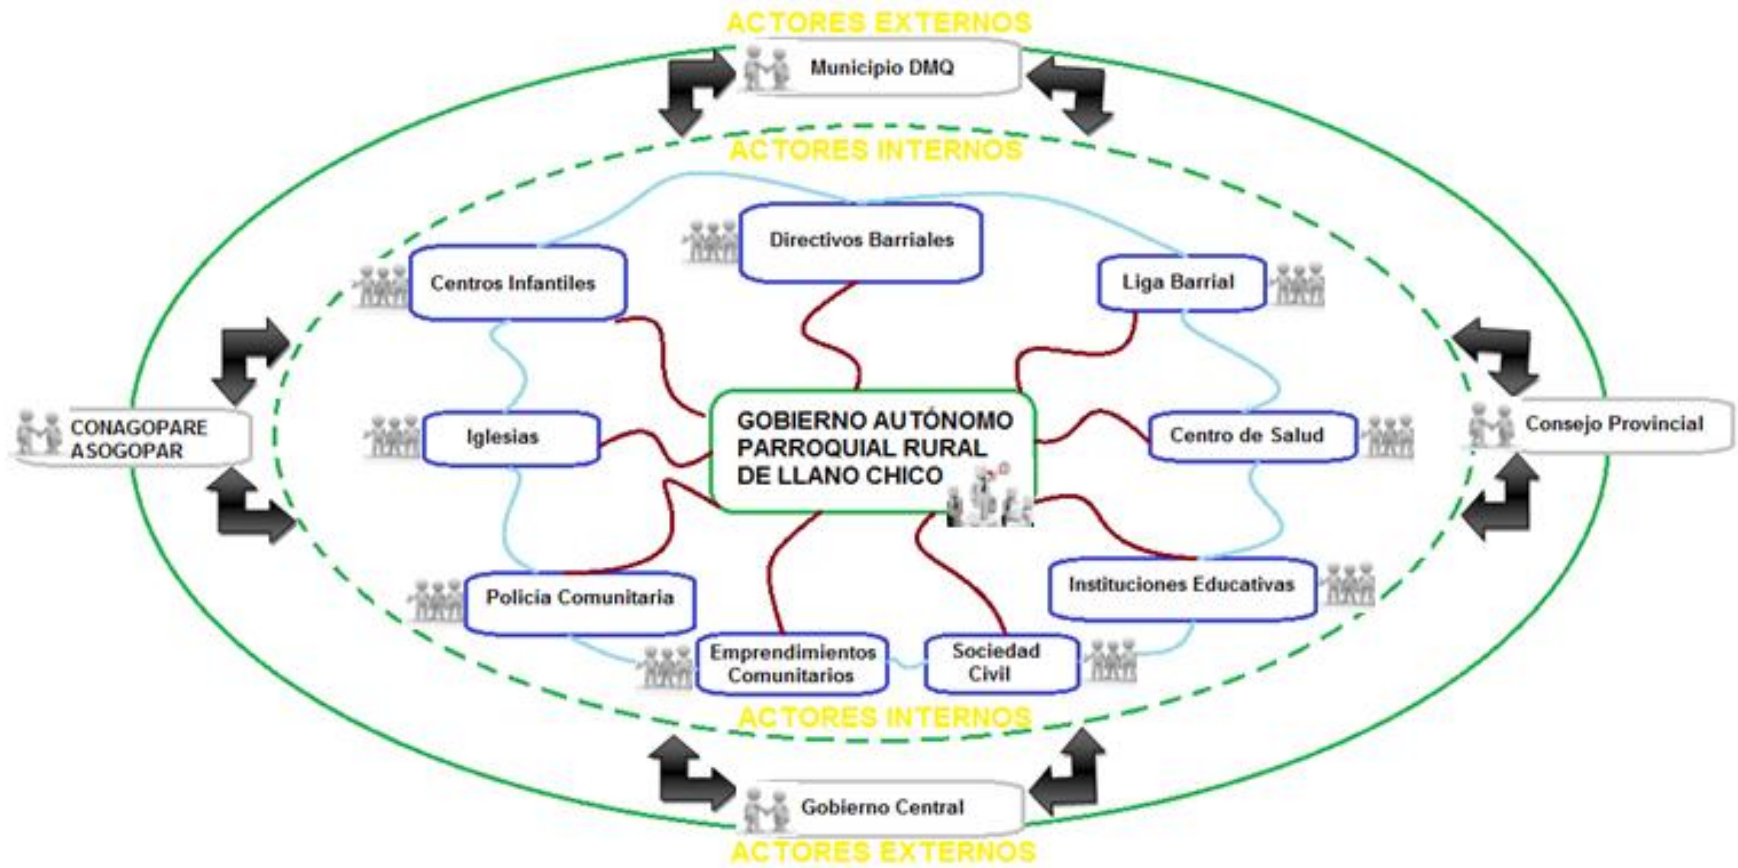 ACTORES EXTERNOS
Municipio DMQ
ACTORES INTERNOS
Directivos Barriales
Centros Infantiles
Liga Barrial
CONAGOPARE
ASOGOPAR
Iglesias
GOBIERNO AUTÓNOMO
PARROQUIAL RURAL
DE LLANO CHICO
Centro de Salud
Consejo Provincial
Policía Comunitaria
Instituciones Educativas
Emprendimientos
Comunitarios
Sociedad
Civil
ACTORES INTERNOS
Gobierno Central
ACTORES EXTERNOS